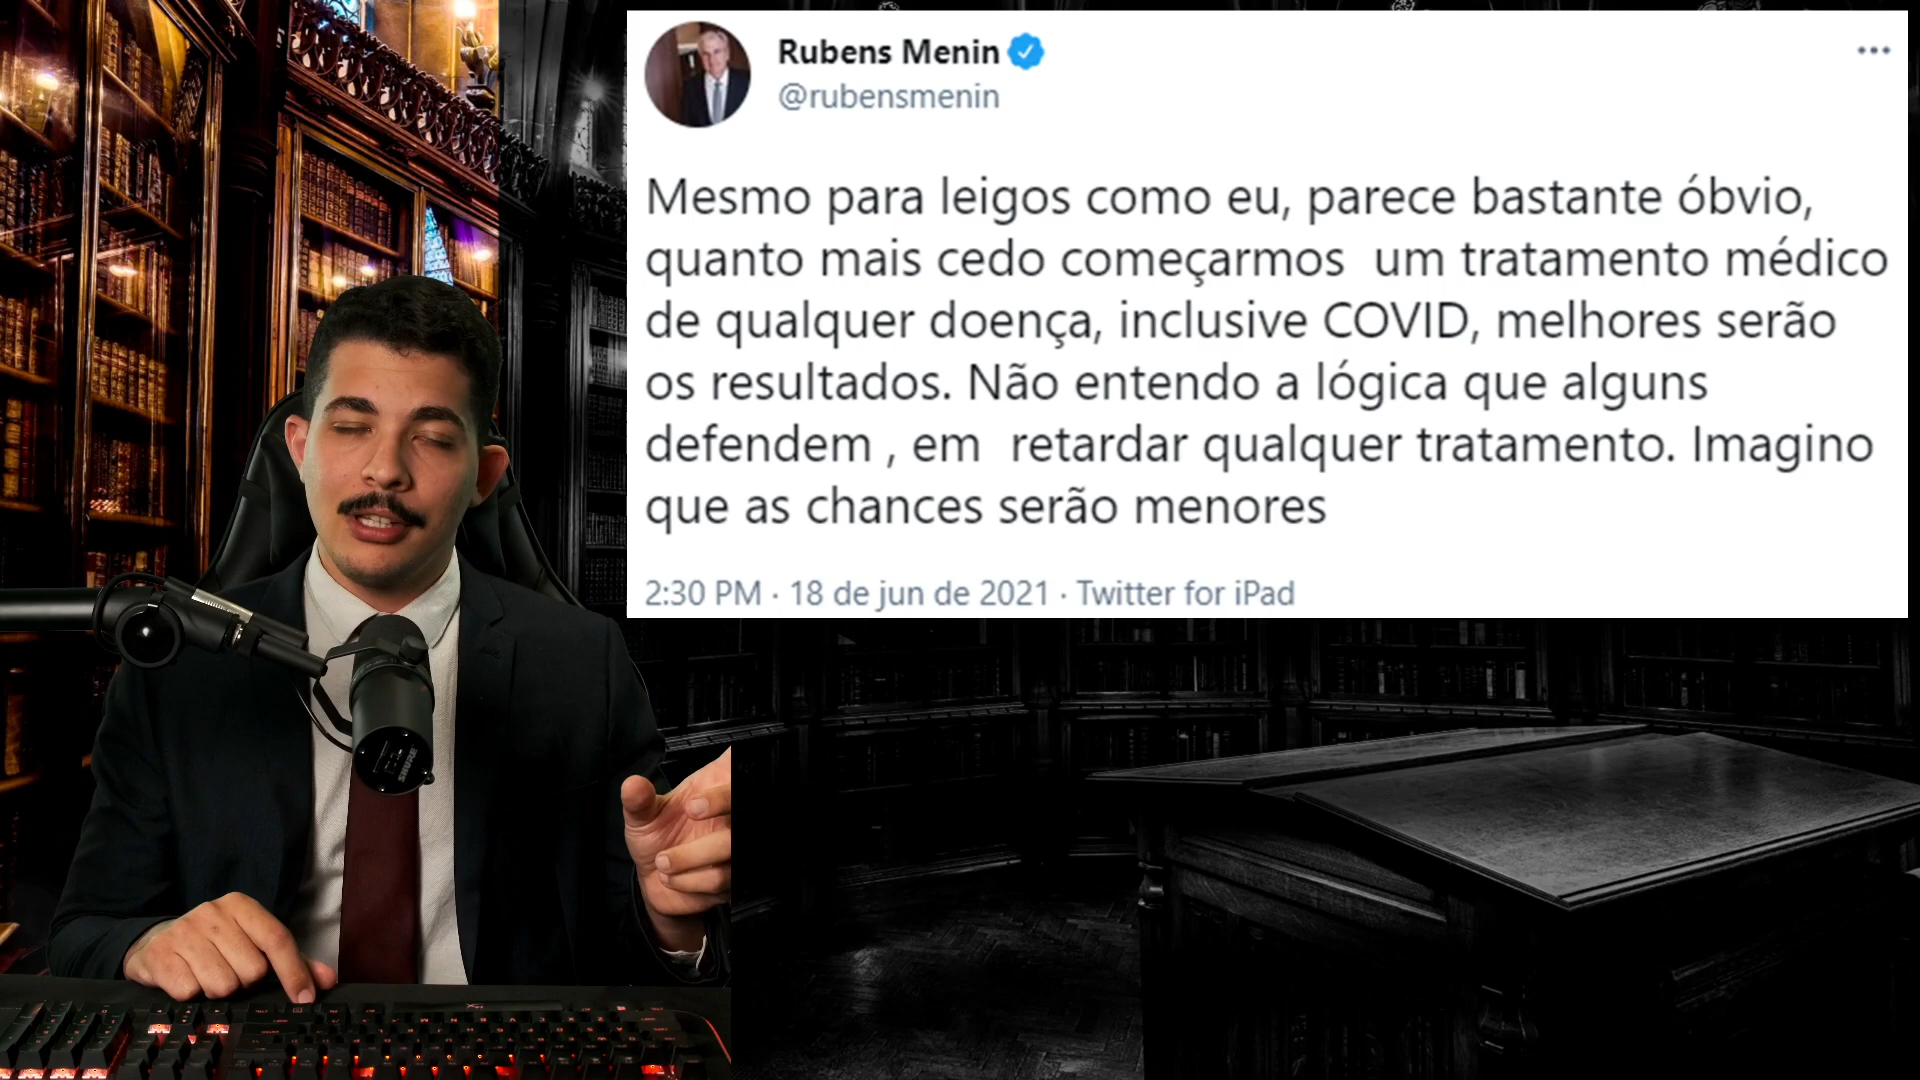 Rubens Menin
@rubensmenin
Mesmo para leigos como eu, parece bastante óbvio,
quanto mais cedo começarmos  um tratamento médico
de qualquer doença, inclusive COVID, melhores serão
os resultados. Não entendo a lógica que alguns
defendem , em  retardar qualquer tratamento. Imagino
que as chances serão menores
2:30 PM · 18 de jun de 2021 · Twitter for iPad
SHURE